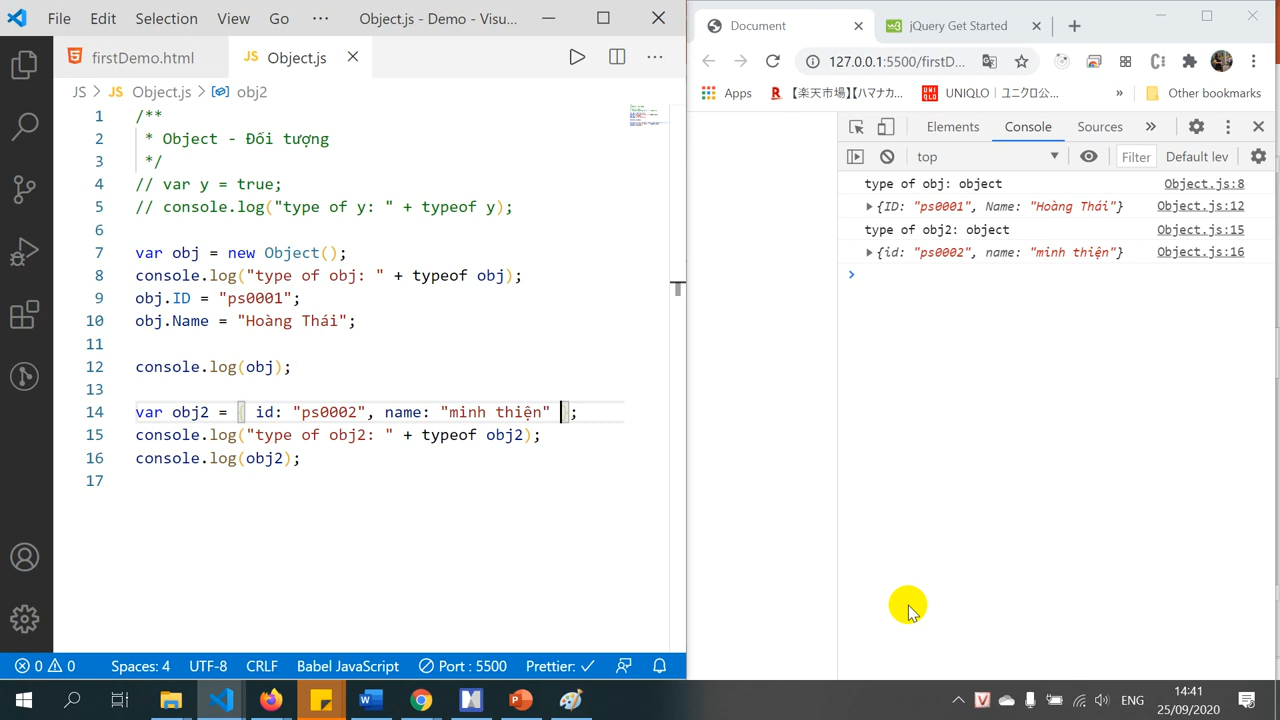 File Edit Selection View Go ··· Object.js - Demo - Visu...
firstDemo.html JS Object.js
JS > JS Object.js > obj2
1 /**
2 * Object - Đối tượng
3 */
4 // var y = true;
5 // console.log("type of y: " + typeof y);
6
7 var obj = new Object();
8 console.log("type of obj: " + typeof obj);
9 obj.ID = "ps0001";
10 obj.Name = "Hoàng Thái";
11
12 console.log(obj);
13
14 var obj2 = { id: "ps0002", name: "minh thiện" };
15 console.log("type of obj2: " + typeof obj2);
16 console.log(obj2);
17
0 0 Spaces: 4 UTF-8 CRLF Babel JavaScript Port : 5500 Prettier: ✓
Document jQuery Get Started
127.0.0.1:5500/firstD...
Apps 【楽天市場】【ハマナカ... UNIQLO | ユニクロ公... » Other bookmarks
Elements Console Sources »
top Filter Default lev
type of obj: object Object.js:8
{ID: "ps0001", Name: "Hoàng Thái"} Object.js:12
type of obj2: object Object.js:15
{id: "ps0002", name: "minh thiện"} Object.js:16
ENG
14:41
25/09/2020